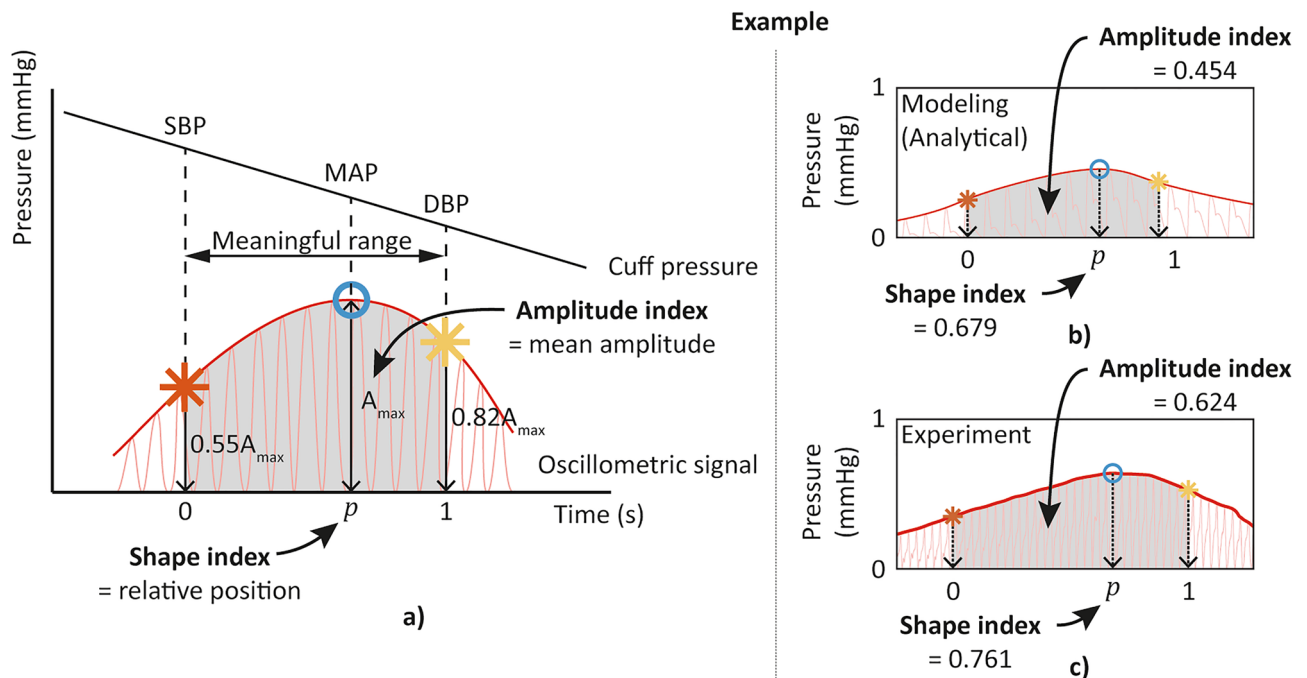 Example
Pressure (mmHg)
SBP
MAP
DBP
Meaningful range
Cuff pressure
Amplitude index
= mean amplitude
A_max
0.55A_max
0.82A_max
Oscillometric signal
0
p
1
Time (s)
Shape index
= relative position
a)
Amplitude index
= 0.454
Pressure
(mmHg)
1
0
Modeling
(Analytical)
0
p
1
Shape index
= 0.679
b)
Amplitude index
= 0.624
Pressure
(mmHg)
1
0
Experiment
0
p
1
Shape index
= 0.761
c)